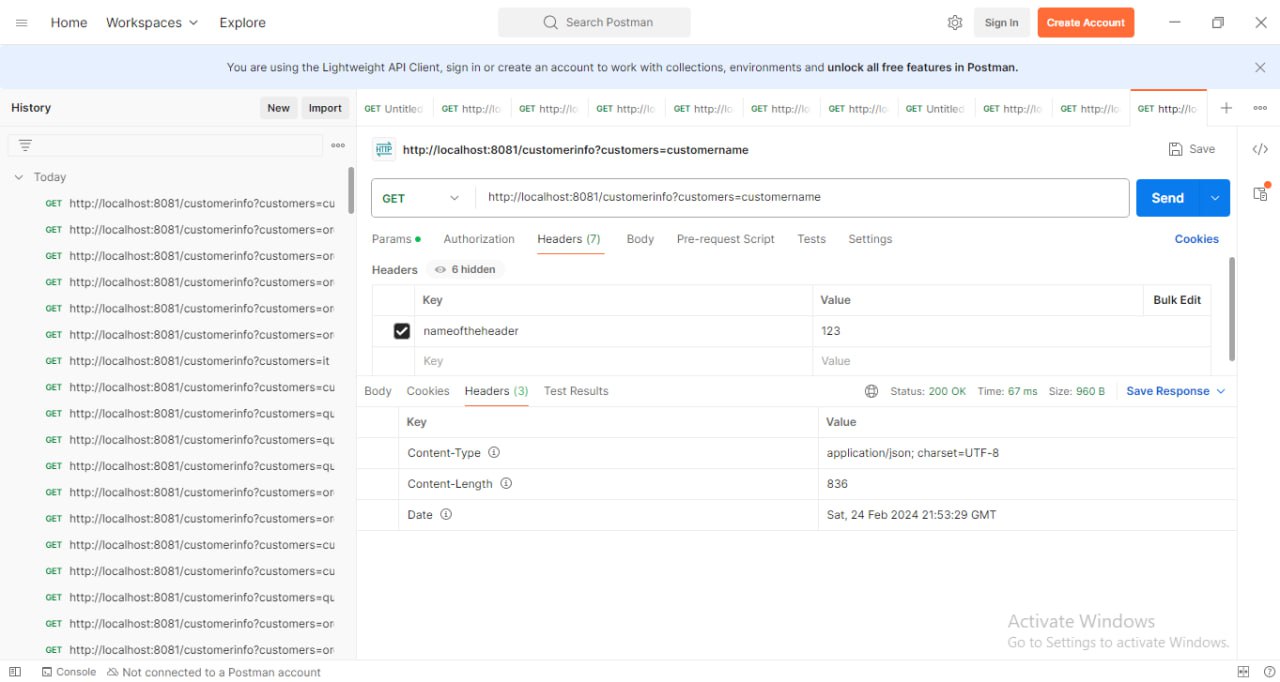 Home Workspaces Explore Search Postman Sign In Create Account
You are using the Lightweight API Client, sign in or create an account to work with collections, environments and unlock all free features in Postman.
History New Import
GET Untitled GET http://lo GET http://lo GET http://lo GET http://lo GET http://lo GET http://lo GET Untitled GET http://lo GET http://lo GET http://lo
HTTP http://localhost:8081/customerinfo?customers=customername Save
Today
GET http://localhost:8081/customerinfo?customers=cu
GET http://localhost:8081/customerinfo?customers=or
GET http://localhost:8081/customerinfo?customers=or
GET http://localhost:8081/customerinfo?customers=or
GET http://localhost:8081/customerinfo?customers=or
GET http://localhost:8081/customerinfo?customers=or
GET http://localhost:8081/customerinfo?customers=it
GET http://localhost:8081/customerinfo?customers=cu
GET http://localhost:8081/customerinfo?customers=qu
GET http://localhost:8081/customerinfo?customers=qu
GET http://localhost:8081/customerinfo?customers=qu
GET http://localhost:8081/customerinfo?customers=or
GET http://localhost:8081/customerinfo?customers=or
GET http://localhost:8081/customerinfo?customers=cu
GET http://localhost:8081/customerinfo?customers=cu
GET http://localhost:8081/customerinfo?customers=qu
GET http://localhost:8081/customerinfo?customers=or
GET http://localhost:8081/customerinfo?customers=or
GET http://localhost:8081/customerinfo?customers=customername Send
Params Authorization Headers (7) Body Pre-request Script Tests Settings Cookies
Headers 6 hidden
Key Value Bulk Edit
nameoftheheader 123
Key Value
Body Cookies Headers (3) Test Results Status: 200 OK Time: 67 ms Size: 960 B Save Response
Key Value
Content-Type application/json; charset=UTF-8
Content-Length 836
Date Sat, 24 Feb 2024 21:53:29 GMT
Activate Windows
Go to Settings to activate Windows.
Console Not connected to a Postman account